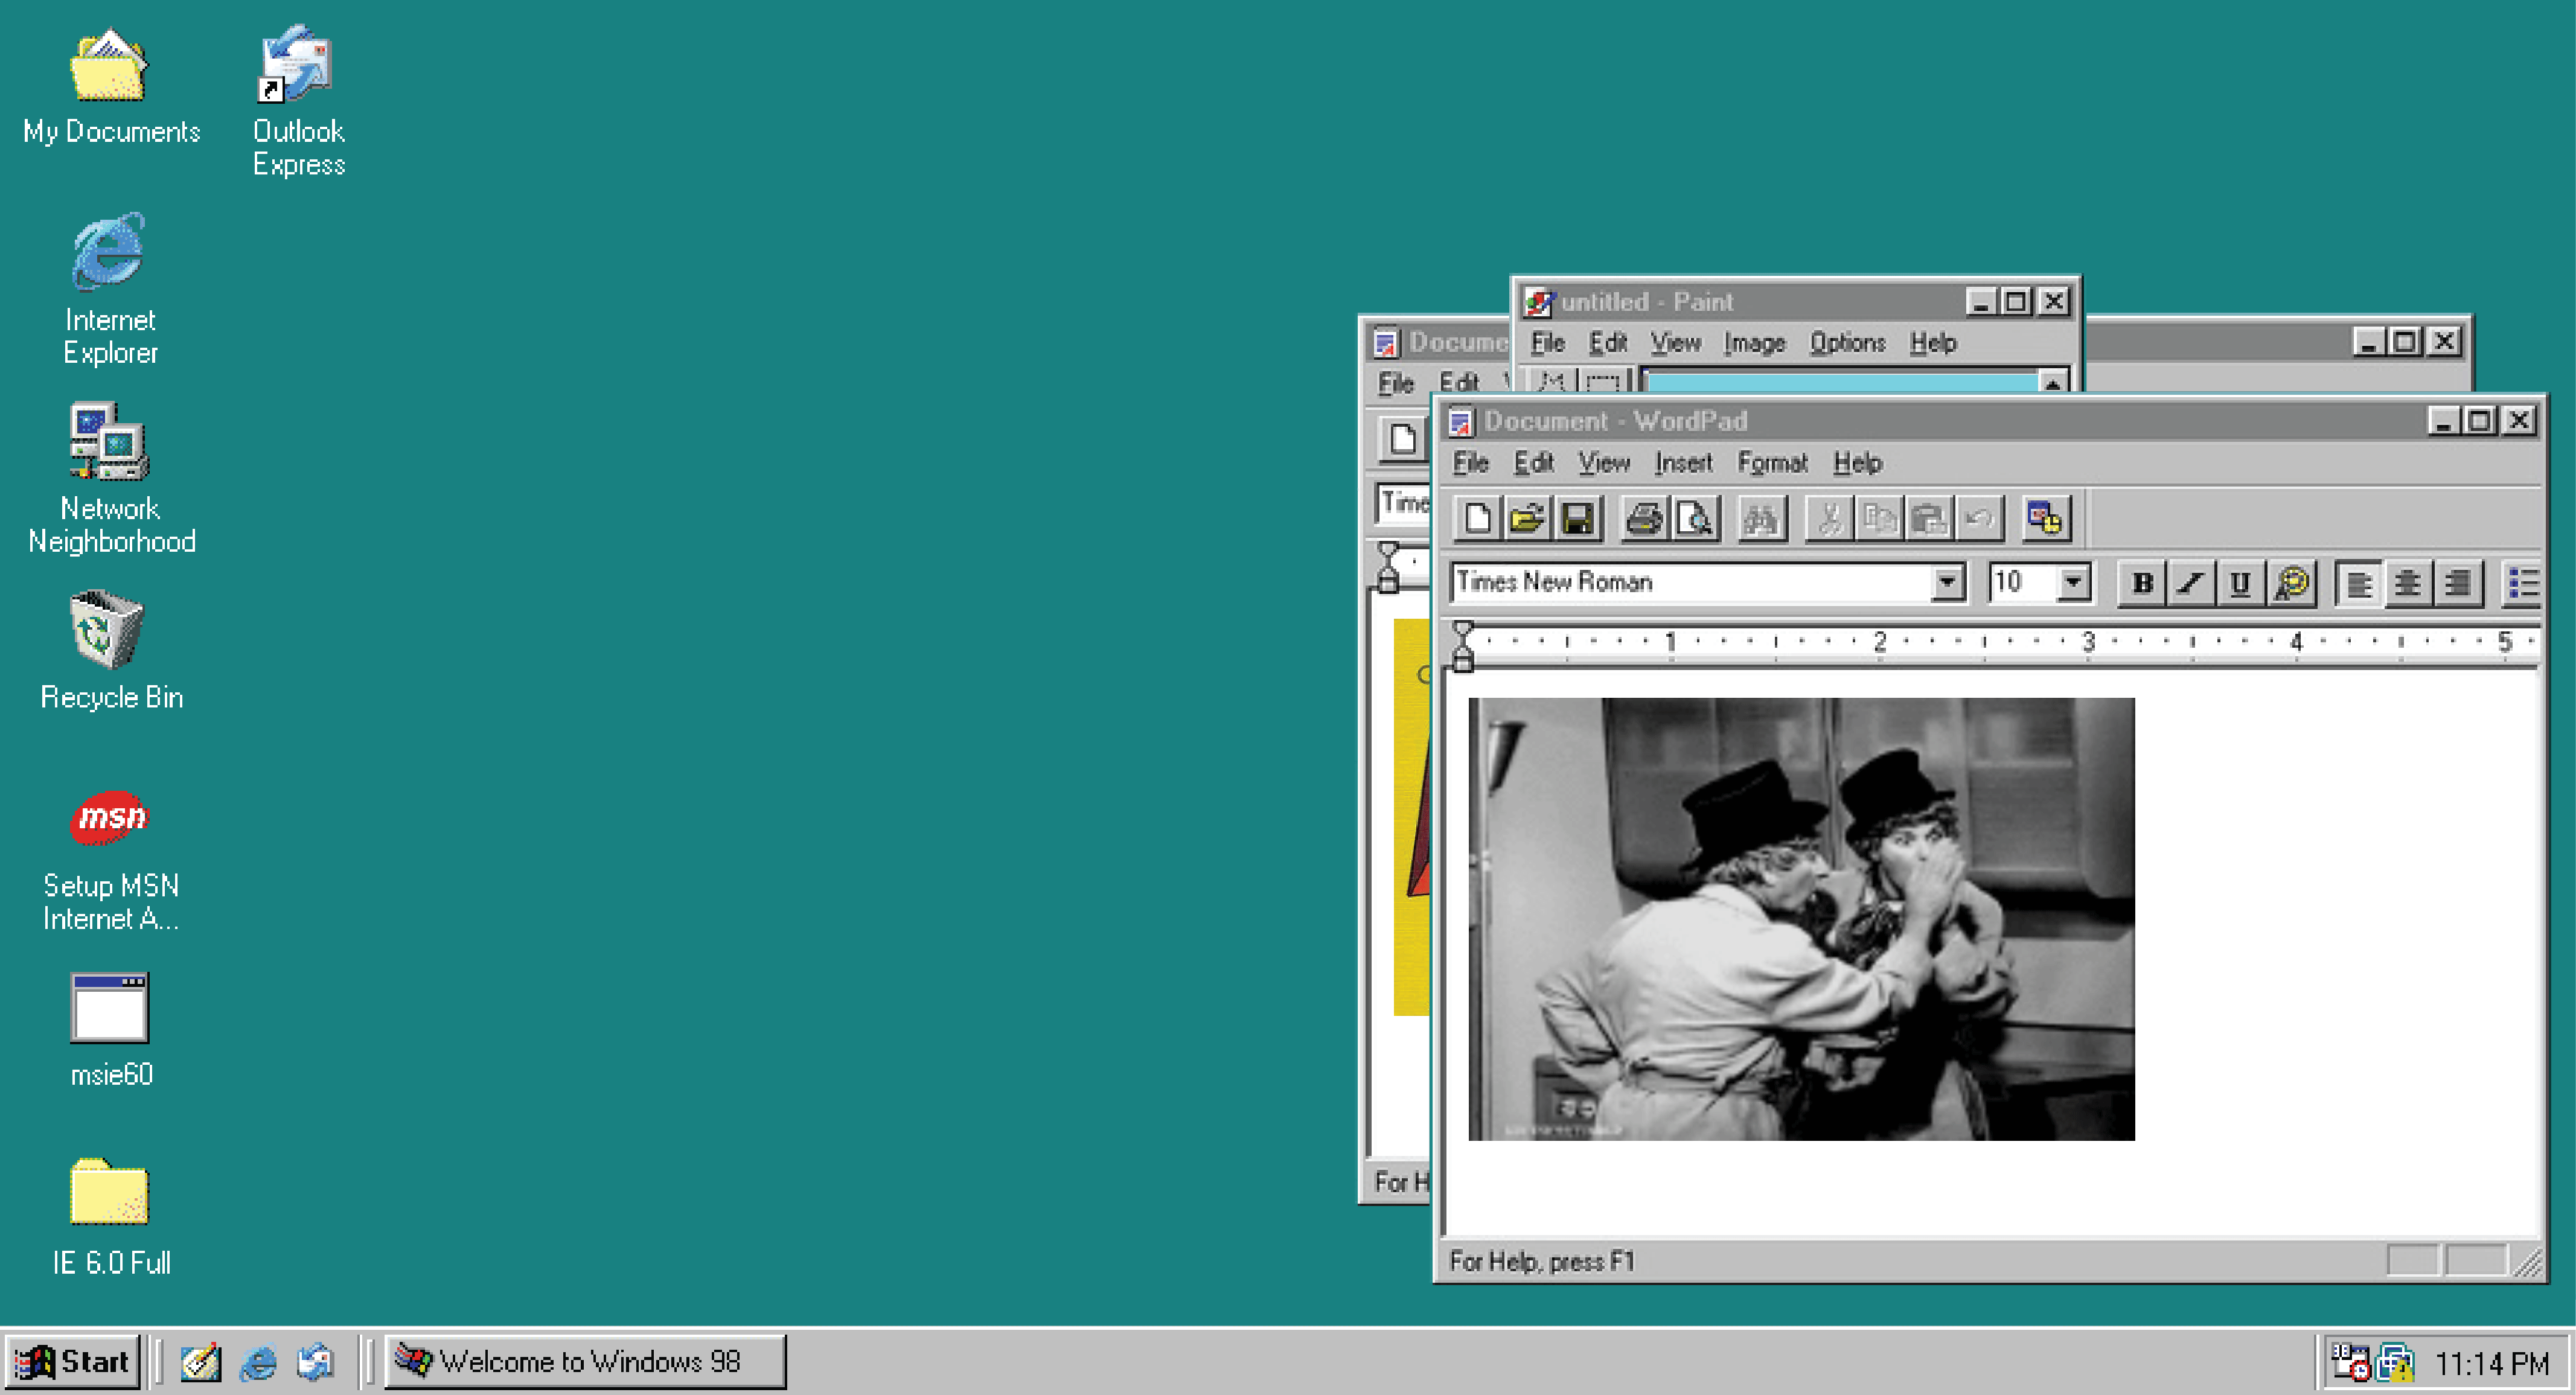 My Documents
Outlook
Express
Internet
Explorer
Network
Neighborhood
Recycle Bin
msn
Setup MSN
Internet A...
msie60
IE 6.0 Full
untitled - Paint
File Edit View Image Options Help
Docume
File Edit
Time
For H
Document - WordPad
File Edit View Insert Format Help
Times New Roman 10 B I U
1 2 3 4 5
For Help, press F1
Start Welcome to Windows 98 11:14 PM